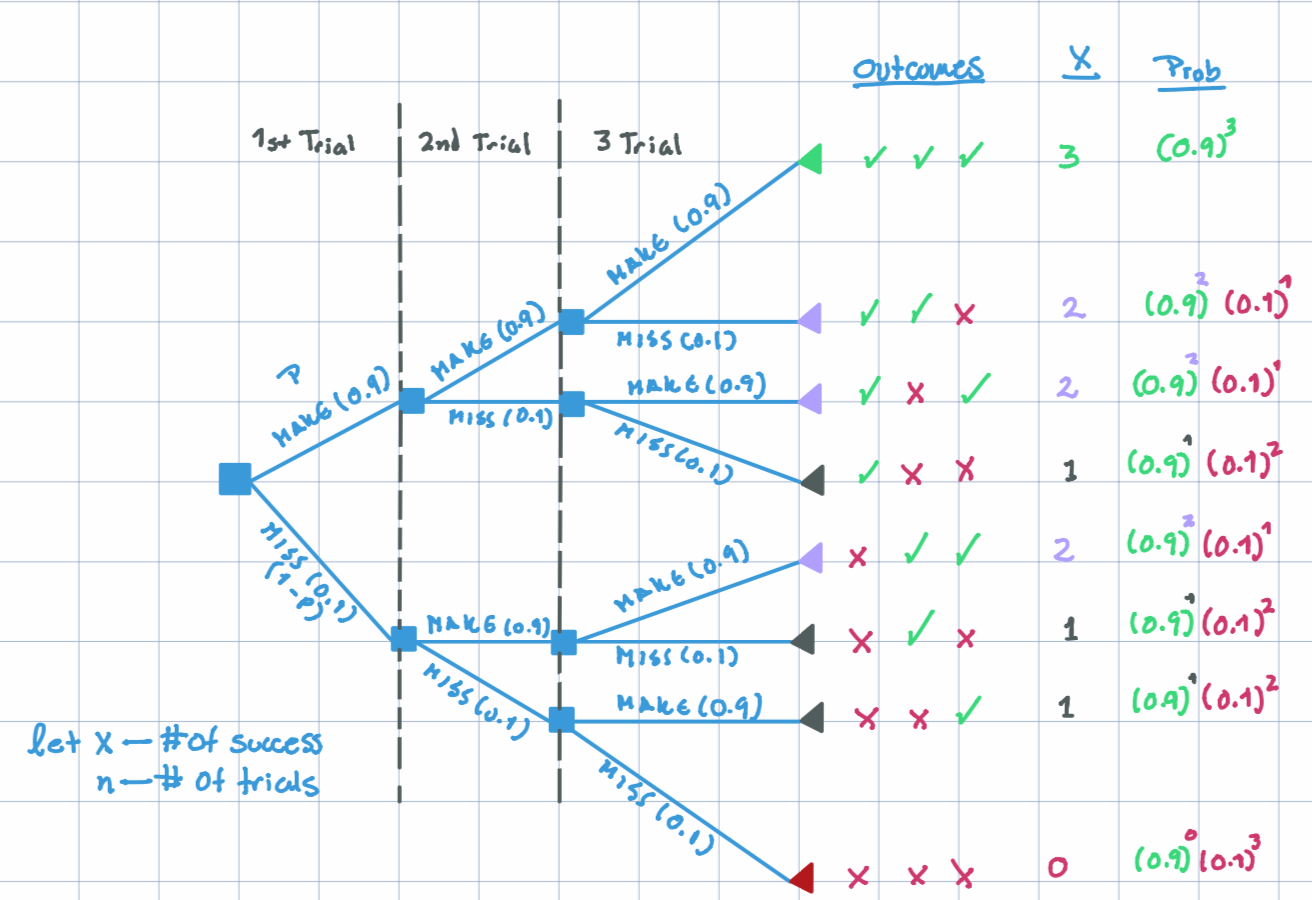 Outcomes X Prob
1st Trial 2nd Trial 3 Trial
✓ ✓ ✓ 3 (0.9)³
MAKE (0.9)
✓ ✓ x 2 (0.9)² (0.1)¹
MAKE (0.9)
MISS (0.1)
P
MAKE (0.9)
MAKE (0.9)
✓ x ✓ 2 (0.9)² (0.1)¹
MISS (0.1)
MISS (0.1)
✓ x x 1 (0.9)¹ (0.1)²
MISS (0.1)
(1-P)
MAKE (0.9)
x ✓ ✓ 2 (0.9)² (0.1)¹
MAKE (0.9)
MISS (0.1)
x ✓ x 1 (0.9)¹ (0.1)²
MISS (0.1)
MAKE (0.9)
x x ✓ 1 (0.9)¹ (0.1)²
let X ← # of success
n ← # of trials
MISS (0.1)
x x x 0 (0.9)⁰ (0.1)³